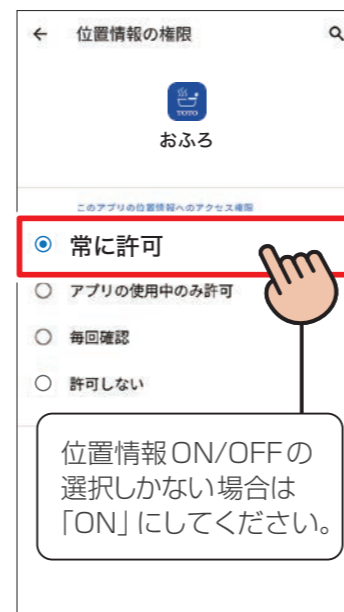 位置情報の権限
TOTO
おふろ
このアプリの位置情報へのアクセス権限
常に許可
アプリの使用中のみ許可
毎回確認
許可しない
位置情報ON/OFFの
選択しかない場合は
「ON」にしてください。